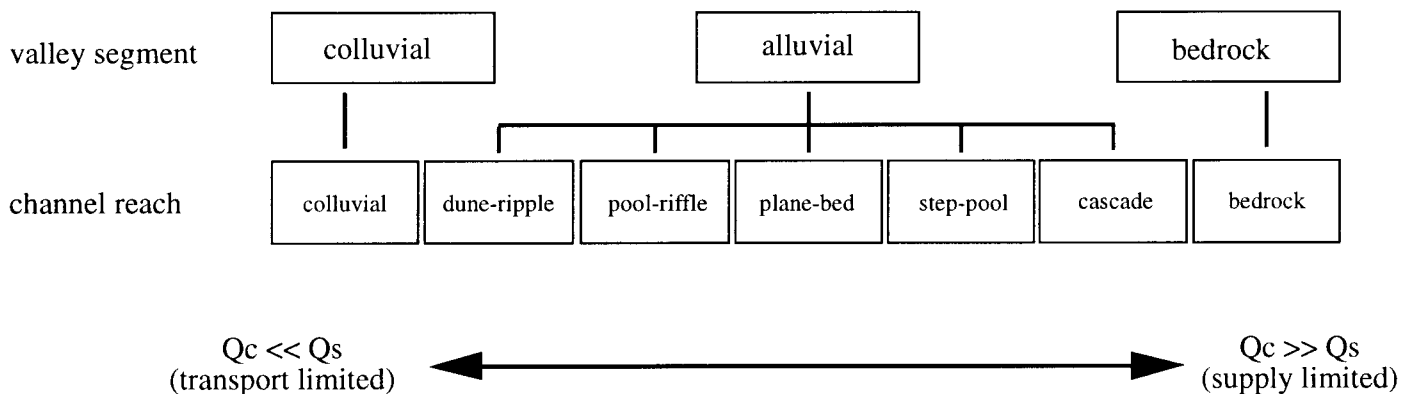 valley segment colluvial alluvial bedrock
channel reach colluvial dune-ripple pool-riffle plane-bed step-pool cascade bedrock
Qc << Qs Qc >> Qs
(transport limited) (supply limited)